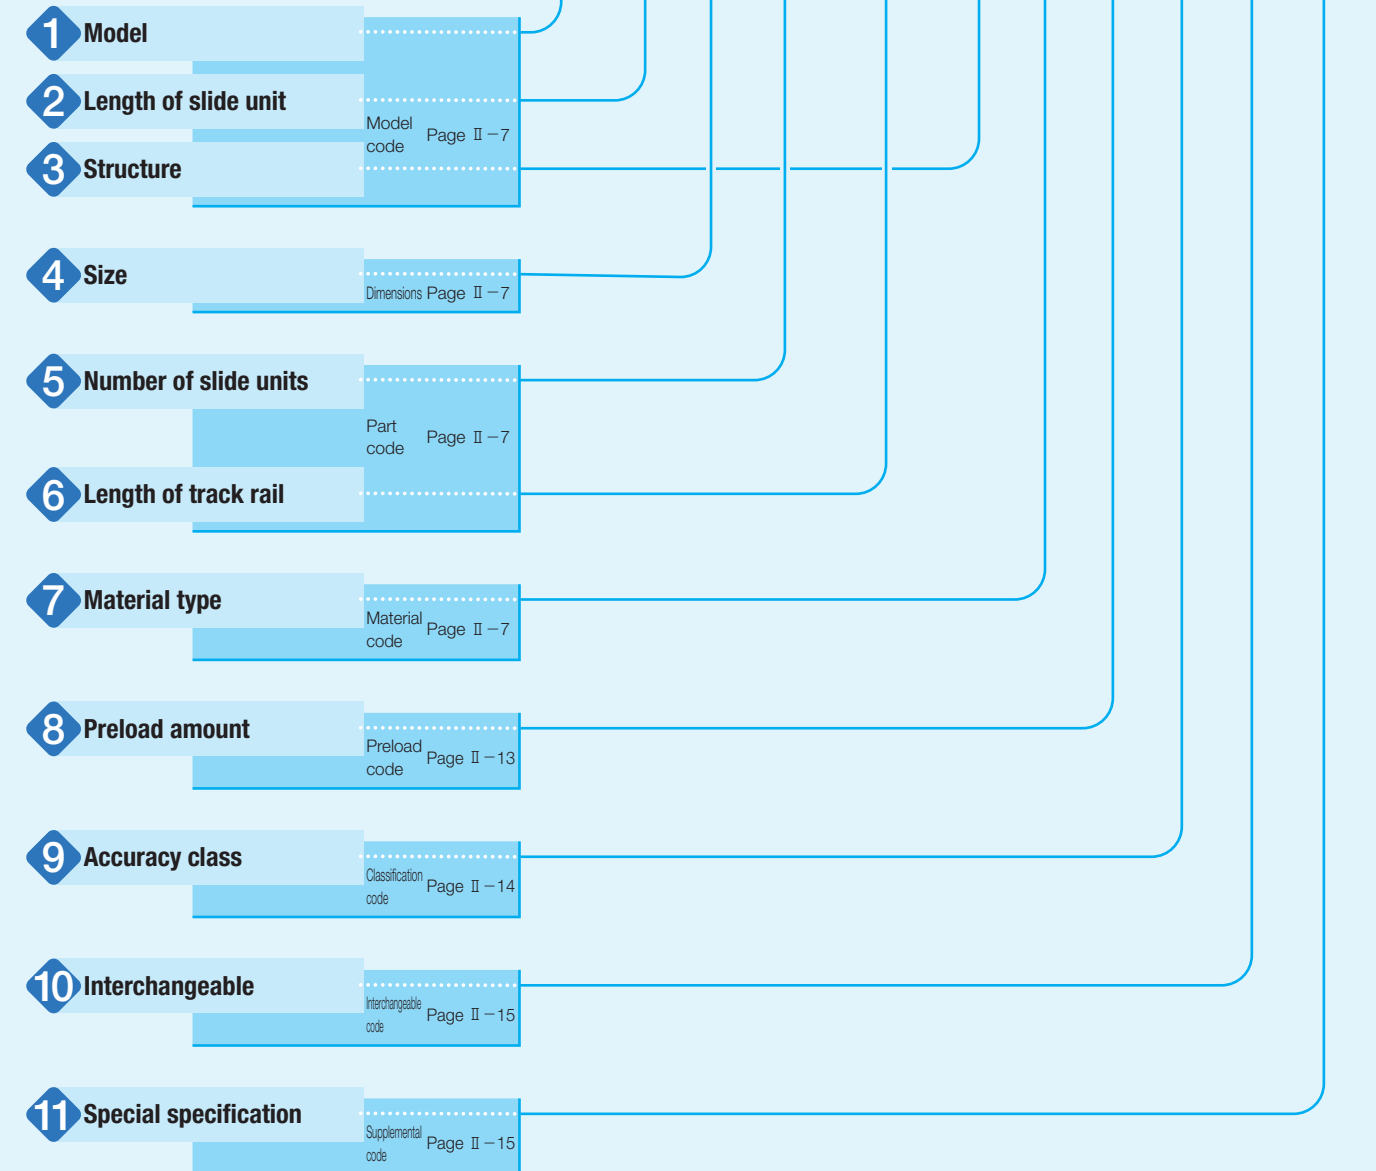 1 Model
2 Length of slide unit
Model
code Page Ⅱ－7
3 Structure
4 Size
Dimensions Page Ⅱ－7
5 Number of slide units
Part
code Page Ⅱ－7
6 Length of track rail
7 Material type
Material
code Page Ⅱ－7
8 Preload amount
Preload
code Page Ⅱ－13
9 Accuracy class
Classification
code Page Ⅱ－14
10 Interchangeable
Interchangeable
code Page Ⅱ－15
11 Special specification
Supplemental
code Page Ⅱ－15